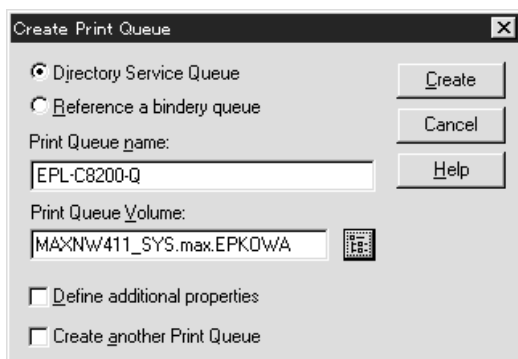 Create Print Queue
Directory Service Queue
Reference a bindery queue
Print Queue name:
EPL-C8200-Q
Print Queue Volume:
MAXNW411_SYS.max.EPKOWA
Define additional properties
Create another Print Queue
Create
Cancel
Help